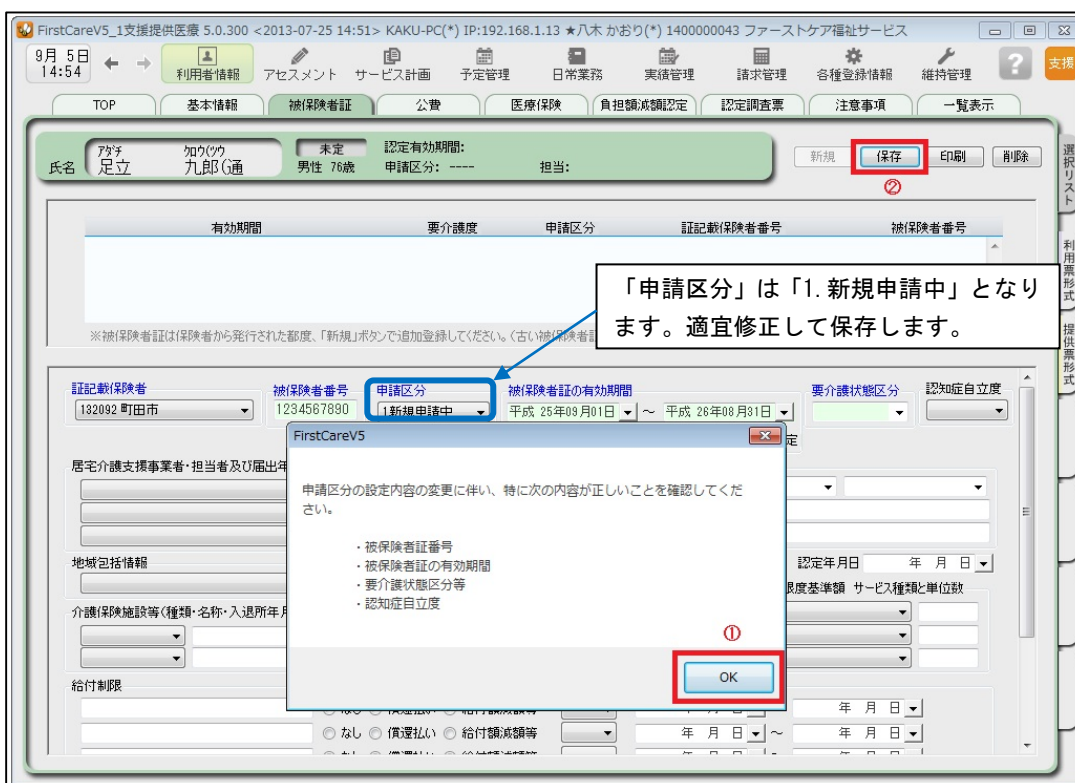 FirstCareV5_1支援提供医療 5.0.300 <2013-07-25 14:51> KAKU-PC(*) IP:192.168.1.13 ★八木 かおり(*) 1400000043 ファーストケア福祉サービス
9月 5日
14:54
利用者情報 アセスメント サービス計画 予定管理 日常業務 実績管理 請求管理 各種登録情報 維持管理 ? 支援
TOP 基本情報 被保険者証 公費 医療保険 負担額減額認定 認定調査票 注意事項 一覧表示
氏名 アダチ 足立 クロウ(ツウ 九郎(通
未定
男性 76歳
認定有効期間:
申請区分: ----
担当:
新規 保存 印刷 削除
②
選択リスト
利用票形式
提供票形式
有効期間 要介護度 申請区分 証記載保険者番号 被保険者番号
「申請区分」は「1.新規申請中」となり
ます。適宜修正して保存します。
※被保険者証は保険者から発行された都度、「新規」ボタンで追加登録してください。(古い被保険者証
証記載保険者 被保険者番号 申請区分 被保険者証の有効期間 要介護状態区分 認知症自立度
132092 町田市 1234567890 1新規申請中 平成 25年09月01日 ～ 平成 26年08月31日
定
居宅介護支援事業者・担当者及び届出年
地域包括情報
認定年月日 年 月 日
限度基準額 サービス種類と単位数
介護保険施設等(種類・名称・入退所年月
FirstCareV5
申請区分の設定内容の変更に伴い、特に次の内容が正しいことを確認してくだ
さい。
・被保険者証番号
・被保険者証の有効期間
・要介護状態区分等
・認知症自立度
①
OK
給付制限
なし 償還払い 給付額減額等 年 月 日 ～ 年 月 日
なし 償還払い 給付額減額等 年 月 日 ～ 年 月 日